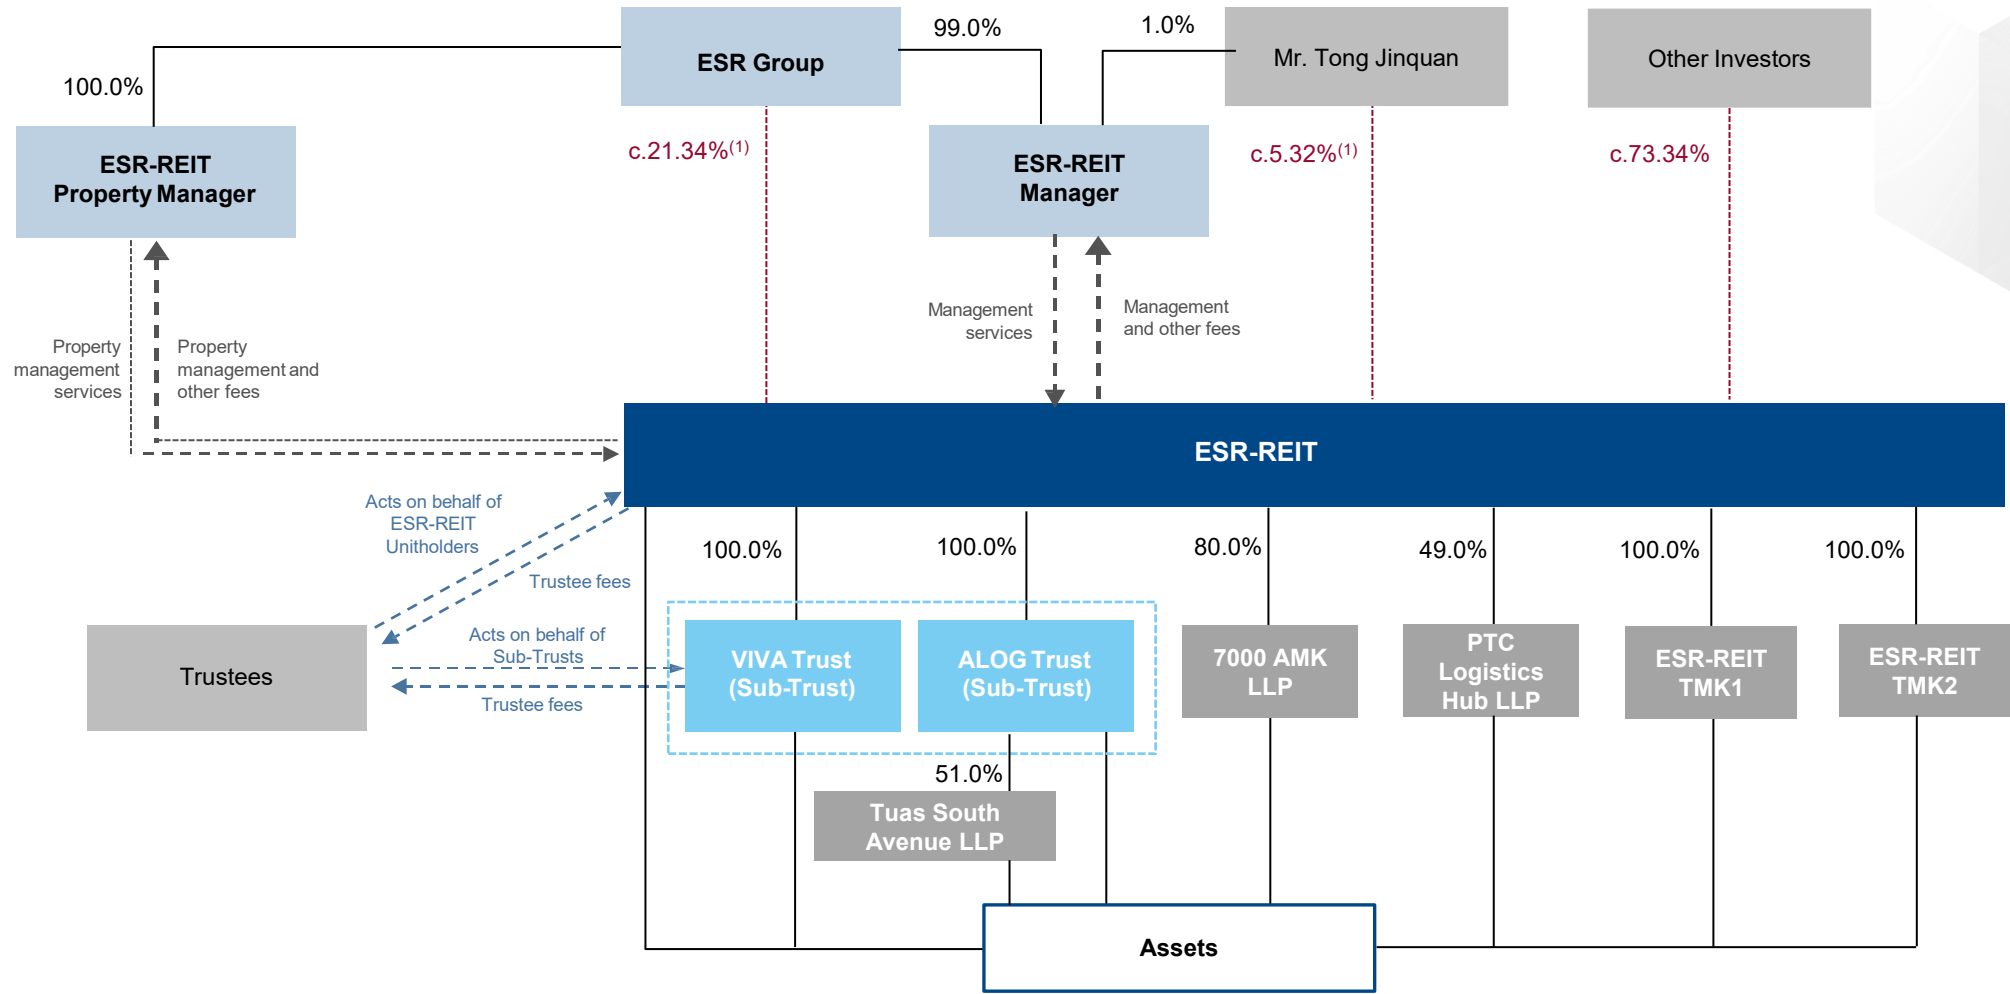 99.0%
1.0%
ESR Group
Mr. Tong Jinquan
Other Investors
100.0%
ESR-REIT
Property Manager
c.21.34%(1)
ESR-REIT
Manager
c.5.32%(1)
c.73.34%
Property
management
services
Property
management and
other fees
Management
services
Management
and other fees
ESR-REIT
Acts on behalf of
ESR-REIT
Unitholders
Trustee fees
100.0%
100.0%
80.0%
49.0%
100.0%
100.0%
Trustees
Acts on behalf of
Sub-Trusts
Trustee fees
VIVA Trust
(Sub-Trust)
ALOG Trust
(Sub-Trust)
7000 AMK
LLP
PTC
Logistics
Hub LLP
ESR-REIT
TMK1
ESR-REIT
TMK2
51.0%
Tuas South
Avenue LLP
Assets